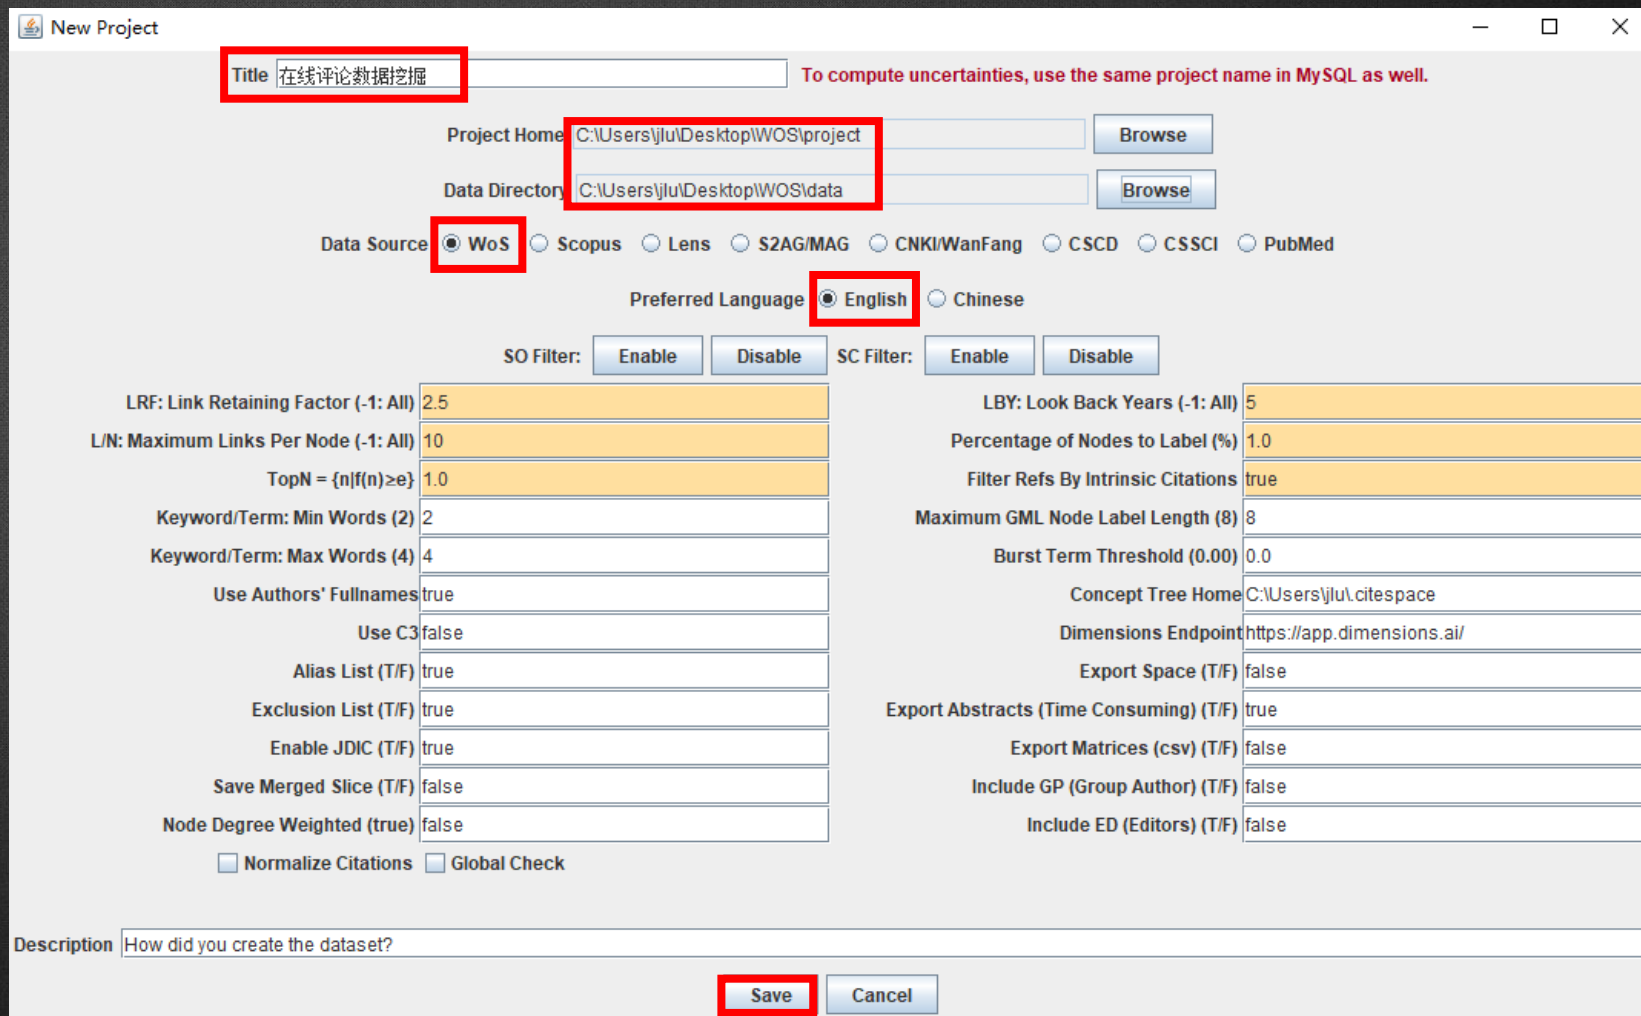 New Project
Title 在线评论数据挖掘 To compute uncertainties, use the same project name in MySQL as well.
Project Home C:\Users\jlu\Desktop\WOS\project Browse
Data Directory C:\Users\jlu\Desktop\WOS\data Browse
Data Source WoS Scopus Lens S2AG/MAG CNKI/WanFang CSCD CSSCI PubMed
Preferred Language English Chinese
SO Filter: Enable Disable SC Filter: Enable Disable
LRF: Link Retaining Factor (-1: All) 2.5 LBY: Look Back Years (-1: All) 5
L/N: Maximum Links Per Node (-1: All) 10 Percentage of Nodes to Label (%) 1.0
TopN = {n|f(n)≥e} 1.0 Filter Refs By Intrinsic Citations true
Keyword/Term: Min Words (2) 2 Maximum GML Node Label Length (8) 8
Keyword/Term: Max Words (4) 4 Burst Term Threshold (0.00) 0.0
Use Authors' Fullnames true Concept Tree Home C:\Users\jlu\.citespace
Use C3 false Dimensions Endpoint https://app.dimensions.ai/
Alias List (T/F) true Export Space (T/F) false
Exclusion List (T/F) true Export Abstracts (Time Consuming) (T/F) true
Enable JDIC (T/F) true Export Matrices (csv) (T/F) false
Save Merged Slice (T/F) false Include GP (Group Author) (T/F) false
Node Degree Weighted (true) false Include ED (Editors) (T/F) false
Normalize Citations Global Check
Description How did you create the dataset?
Save Cancel